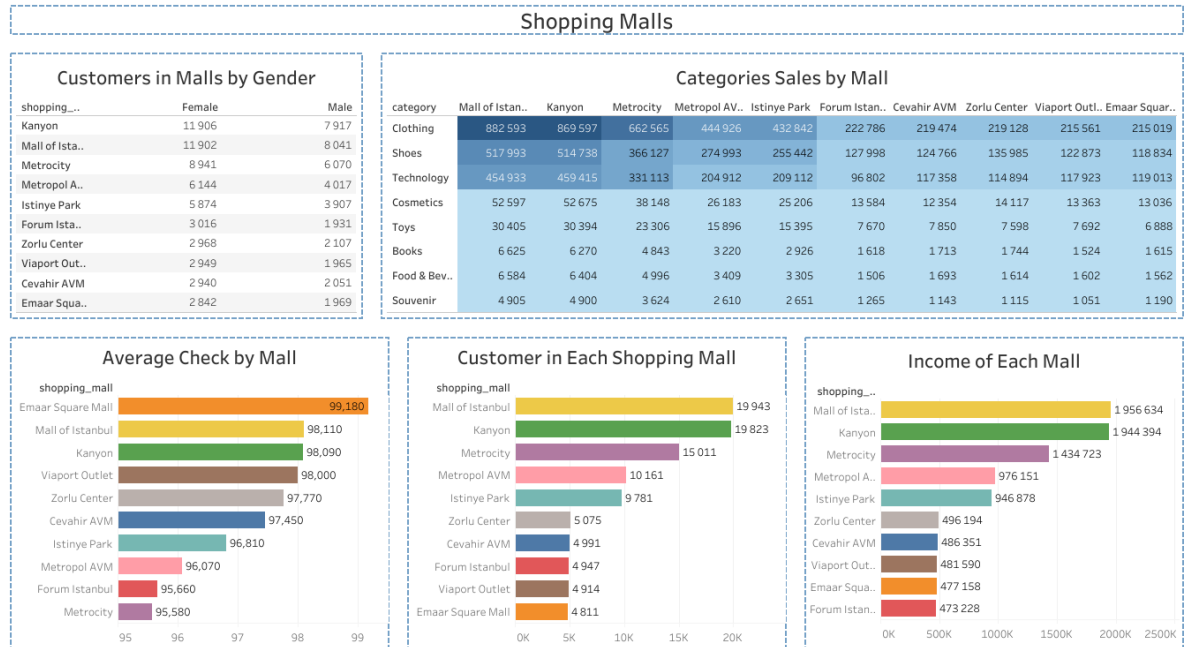 Shopping Malls
Customers in Malls by Gender
shopping_.. Female Male
Kanyon 11 906 7 917
Mall of Ista.. 11 902 8 041
Metrocity 8 941 6 070
Metropol A.. 6 144 4 017
Istinye Park 5 874 3 907
Forum Ista.. 3 016 1 931
Zorlu Center 2 968 2 107
Viaport Out.. 2 949 1 965
Cevahir AVM 2 940 2 051
Emaar Squa.. 2 842 1 969
Categories Sales by Mall
category Mall of Istan.. Kanyon Metrocity Metropol AV.. Istinye Park Forum Istan.. Cevahir AVM Zorlu Center Viaport Outl.. Emaar Squar..
Clothing 882 593 869 597 662 565 444 926 432 842 222 786 219 474 219 128 215 561 215 019
Shoes 517 993 514 738 366 127 274 993 255 442 127 998 124 766 135 985 122 873 118 834
Technology 454 933 459 415 331 113 204 912 209 112 96 802 117 358 114 894 117 923 119 013
Cosmetics 52 597 52 675 38 148 26 183 25 206 13 584 12 354 14 117 13 363 13 036
Toys 30 405 30 394 23 306 15 896 15 395 7 670 7 850 7 598 7 692 6 888
Books 6 625 6 270 4 843 3 220 2 926 1 618 1 713 1 744 1 524 1 615
Food & Bev.. 6 584 6 404 4 996 3 409 3 305 1 506 1 693 1 614 1 602 1 562
Souvenir 4 905 4 900 3 624 2 610 2 651 1 265 1 143 1 115 1 051 1 190
Average Check by Mall
shopping_mall
Emaar Square Mall 99,180
Mall of Istanbul 98,110
Kanyon 98,090
Viaport Outlet 98,000
Zorlu Center 97,770
Cevahir AVM 97,450
Istinye Park 96,810
Metropol AVM 96,070
Forum Istanbul 95,660
Metrocity 95,580
95 96 97 98 99
Customer in Each Shopping Mall
shopping_mall
Mall of Istanbul 19 943
Kanyon 19 823
Metrocity 15 011
Metropol AVM 10 161
Istinye Park 9 781
Zorlu Center 5 075
Cevahir AVM 4 991
Forum Istanbul 4 947
Viaport Outlet 4 914
Emaar Square Mall 4 811
0K 5K 10K 15K 20K
Income of Each Mall
shopping_..
Mall of Ista.. 1 956 634
Kanyon 1 944 394
Metrocity 1 434 723
Metropol A.. 976 151
Istinye Park 946 878
Zorlu Center 496 194
Cevahir AVM 486 351
Viaport Out.. 481 590
Emaar Squa.. 477 158
Forum Istan.. 473 228
0K 500K 1000K 1500K 2000K 2500K